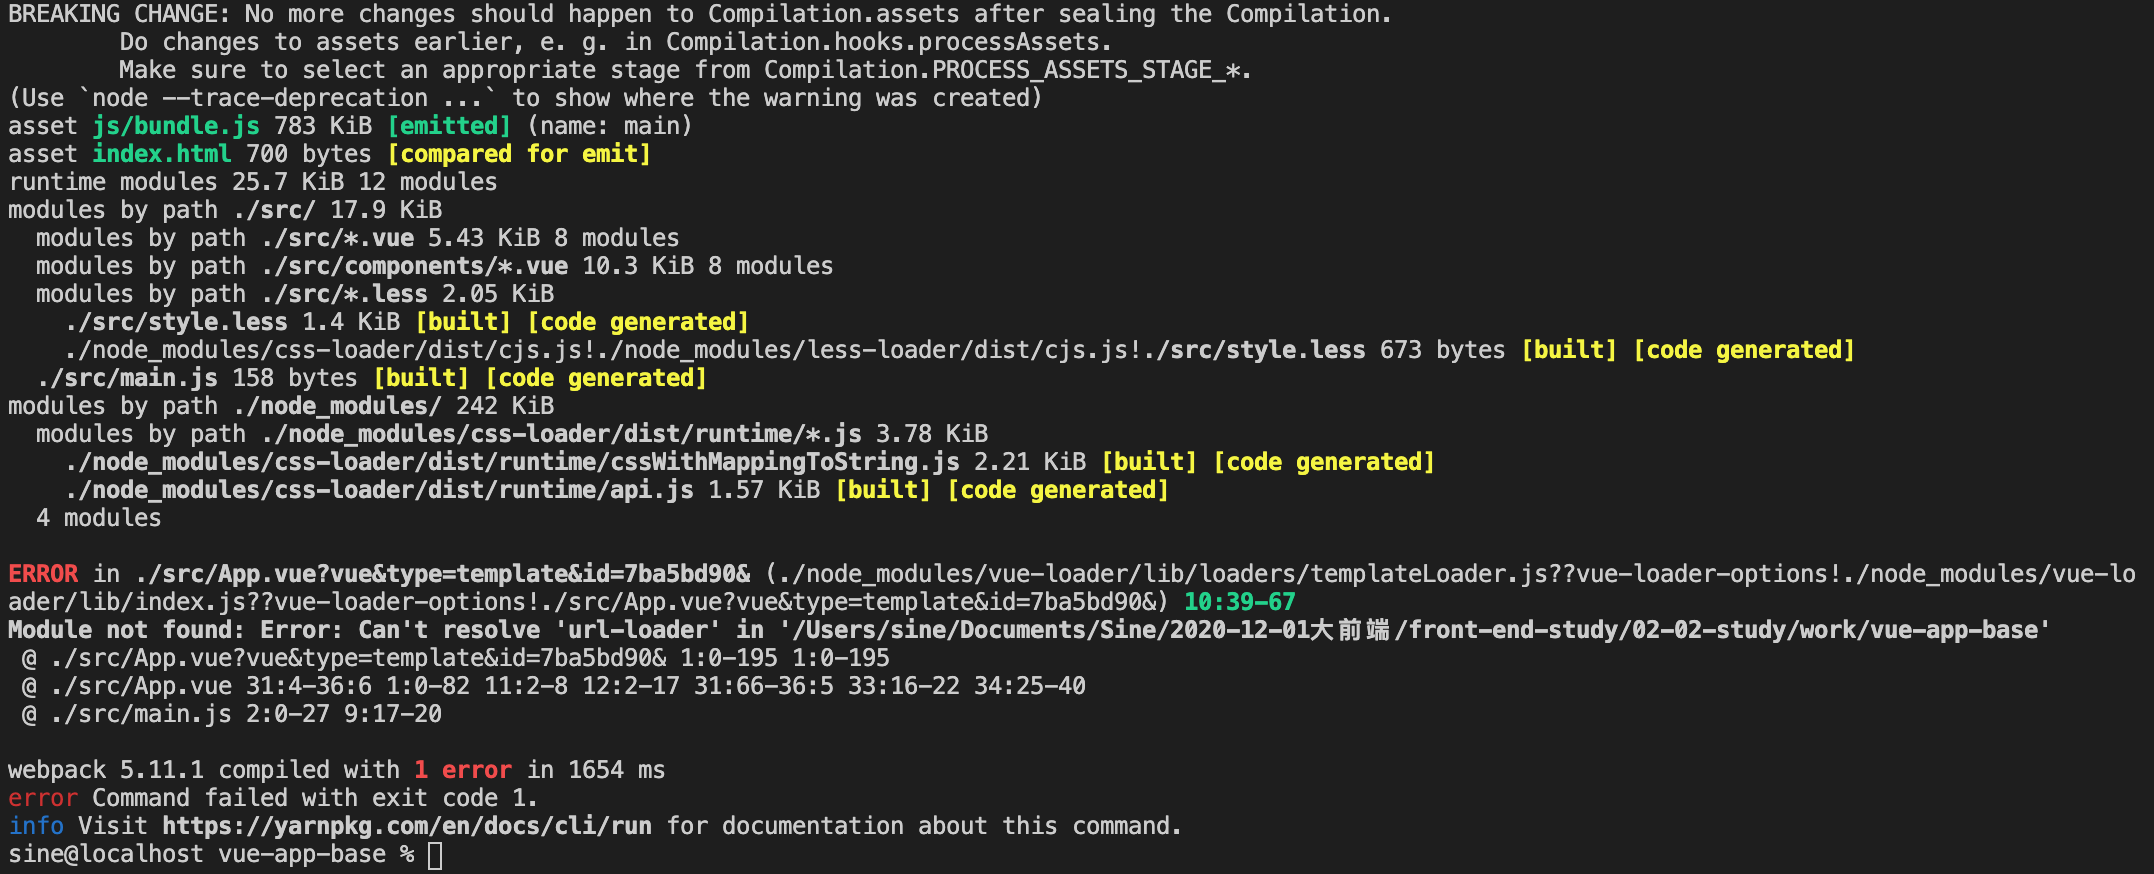 BREAKING CHANGE: No more changes should happen to Compilation.assets after sealing the Compilation.
        Do changes to assets earlier, e. g. in Compilation.hooks.processAssets.
        Make sure to select an appropriate stage from Compilation.PROCESS_ASSETS_STAGE_*.
(Use `node --trace-deprecation ...` to show where the warning was created)
asset js/bundle.js 783 KiB [emitted] (name: main)
asset index.html 700 bytes [compared for emit]
runtime modules 25.7 KiB 12 modules
modules by path ./src/ 17.9 KiB
  modules by path ./src/*.vue 5.43 KiB 8 modules
  modules by path ./src/components/*.vue 10.3 KiB 8 modules
  modules by path ./src/*.less 2.05 KiB
    ./src/style.less 1.4 KiB [built] [code generated]
    ./node_modules/css-loader/dist/cjs.js!./node_modules/less-loader/dist/cjs.js!./src/style.less 673 bytes [built] [code generated]
  ./src/main.js 158 bytes [built] [code generated]
modules by path ./node_modules/ 242 KiB
  modules by path ./node_modules/css-loader/dist/runtime/*.js 3.78 KiB
    ./node_modules/css-loader/dist/runtime/cssWithMappingToString.js 2.21 KiB [built] [code generated]
    ./node_modules/css-loader/dist/runtime/api.js 1.57 KiB [built] [code generated]
  4 modules
ERROR in ./src/App.vue?vue&type=template&id=7ba5bd90& (./node_modules/vue-loader/lib/loaders/templateLoader.js??vue-loader-options!./node_modules/vue-lo
ader/lib/index.js??vue-loader-options!./src/App.vue?vue&type=template&id=7ba5bd90&) 10:39-67
Module not found: Error: Can't resolve 'url-loader' in '/Users/sine/Documents/Sine/2020-12-01大前端/front-end-study/02-02-study/work/vue-app-base'
 @ ./src/App.vue?vue&type=template&id=7ba5bd90& 1:0-195 1:0-195
 @ ./src/App.vue 31:4-36:6 1:0-82 11:2-8 12:2-17 31:66-36:5 33:16-22 34:25-40
 @ ./src/main.js 2:0-27 9:17-20
webpack 5.11.1 compiled with 1 error in 1654 ms
error Command failed with exit code 1.
info Visit https://yarnpkg.com/en/docs/cli/run for documentation about this command.
sine@localhost vue-app-base %